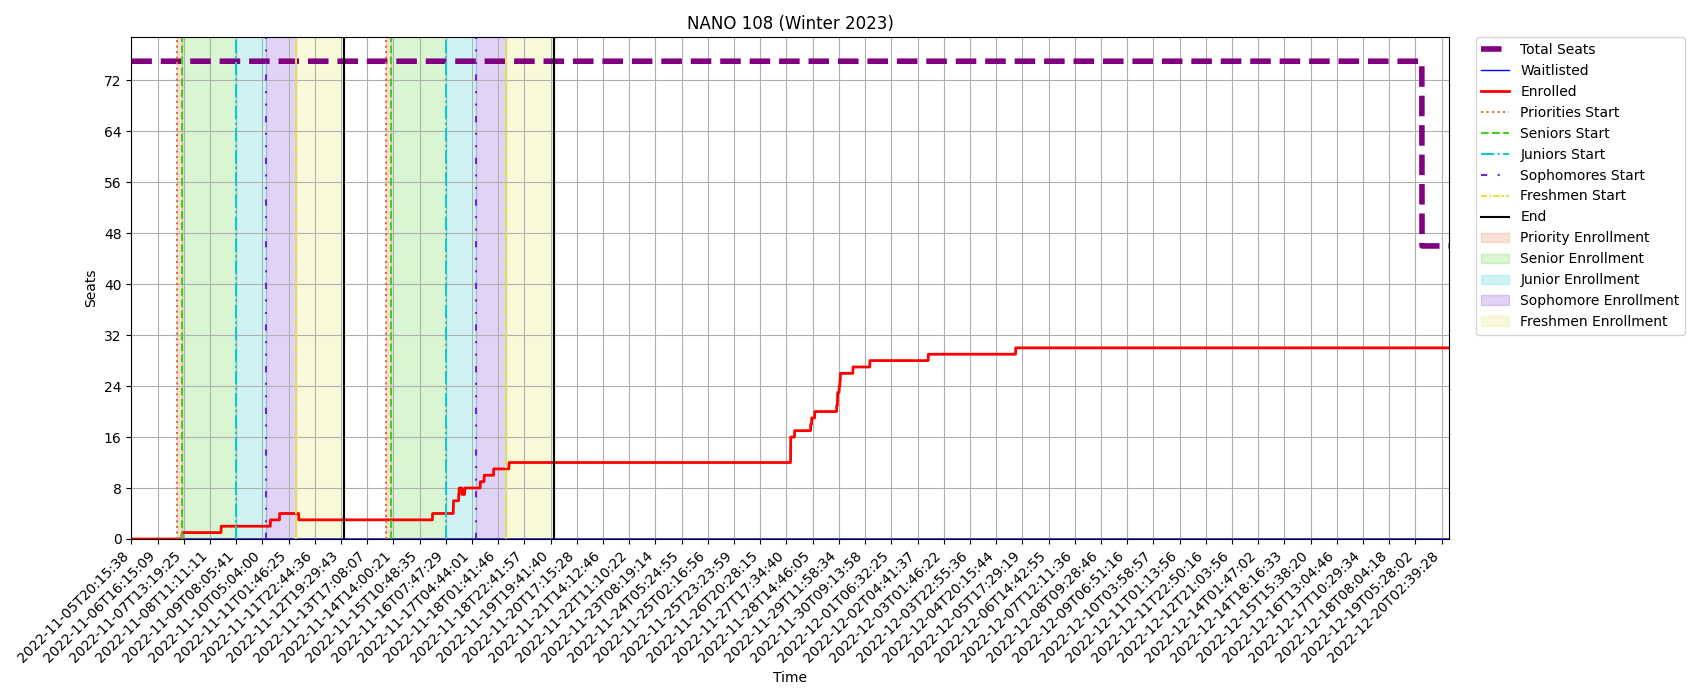 NANO 108 (Winter 2023)
Seats
72
64
56
48
40
32
24
16
8
0
2022-11-05T20:15:38
2022-11-06T16:15:09
2022-11-07T13:19:25
2022-11-08T11:11:11
2022-11-09T08:05:41
2022-11-10T05:04:00
2022-11-11T01:46:25
2022-11-11T22:44:36
2022-11-12T19:29:43
2022-11-13T17:08:07
2022-11-14T14:00:21
2022-11-15T10:48:35
2022-11-16T07:47:29
2022-11-17T04:44:01
2022-11-18T01:41:46
2022-11-18T22:41:57
2022-11-19T19:41:40
2022-11-20T17:15:28
2022-11-21T14:12:46
2022-11-22T11:10:22
2022-11-23T08:19:14
2022-11-24T05:24:55
2022-11-25T02:16:56
2022-11-25T23:23:59
2022-11-26T20:28:15
2022-11-27T17:34:40
2022-11-28T14:46:05
2022-11-29T11:58:34
2022-11-30T09:13:58
2022-12-01T06:32:25
2022-12-02T04:41:37
2022-12-03T01:46:22
2022-12-03T22:55:36
2022-12-04T20:15:44
2022-12-05T17:29:19
2022-12-06T14:42:55
2022-12-07T12:11:36
2022-12-08T09:28:46
2022-12-09T06:51:16
2022-12-10T03:58:57
2022-12-11T01:13:56
2022-12-11T22:50:16
2022-12-12T21:03:56
2022-12-14T01:47:02
2022-12-14T18:16:33
2022-12-15T15:38:20
2022-12-16T13:04:46
2022-12-17T10:29:34
2022-12-18T08:04:18
2022-12-19T05:28:02
2022-12-20T02:39:28
Time
Total Seats
Waitlisted
Enrolled
Priorities Start
Seniors Start
Juniors Start
Sophomores Start
Freshmen Start
End
Priority Enrollment
Senior Enrollment
Junior Enrollment
Sophomore Enrollment
Freshmen Enrollment